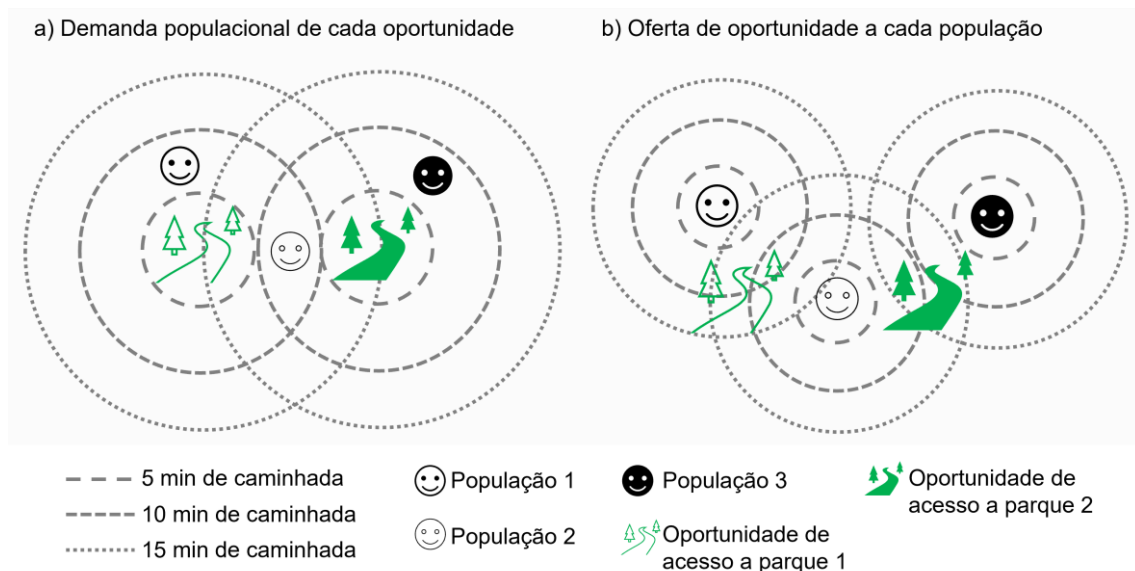 a) Demanda populacional de cada oportunidade
b) Oferta de oportunidade a cada população
5 min de caminhada
10 min de caminhada
15 min de caminhada
População 1
População 2
População 3
Oportunidade de
acesso a parque 1
Oportunidade de
acesso a parque 2